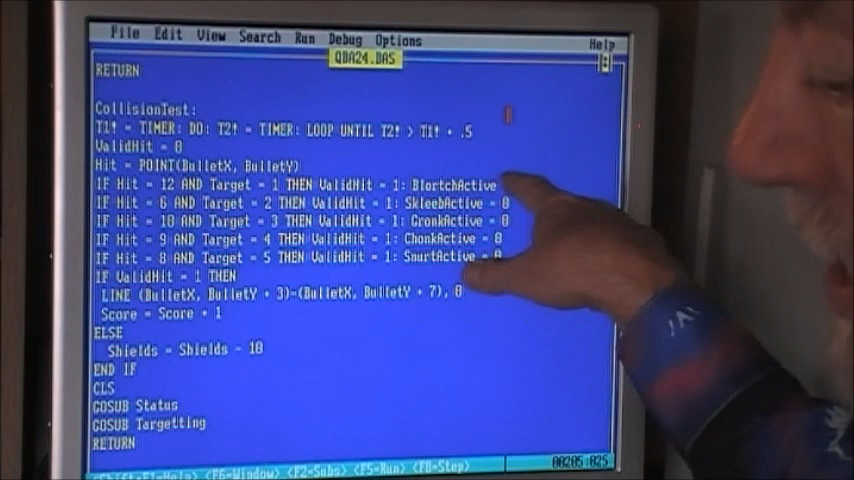 File Edit View Search Run Debug Options Help
QBA24.BAS
RETURN
CollisionTest:
T1! = TIMER: DO: T2! = TIMER: LOOP UNTIL T2! > T1! + .5
ValidHit = 0
Hit = POINT(BulletX, BulletY)
IF Hit = 12 AND Target = 1 THEN ValidHit = 1: BlortchActive
IF Hit = 6 AND Target = 2 THEN ValidHit = 1: SkleebActive = 0
IF Hit = 10 AND Target = 3 THEN ValidHit = 1: GronkActive = 0
IF Hit = 9 AND Target = 4 THEN ValidHit = 1: ChonkActive = 0
IF Hit = 8 AND Target = 5 THEN ValidHit = 1: SmurtActive = 0
IF ValidHit = 1 THEN
LINE (BulletX, BulletY + 3)-(BulletX, BulletY + 7), 0
Score = Score + 1
ELSE
Shields = Shields - 10
END IF
CLS
GOSUB Status
GOSUB Targetting
RETURN
<Shift+F1=Help> <F6=Window> <F2=Subs> <F5=Run> <F8=Step> 00205:025